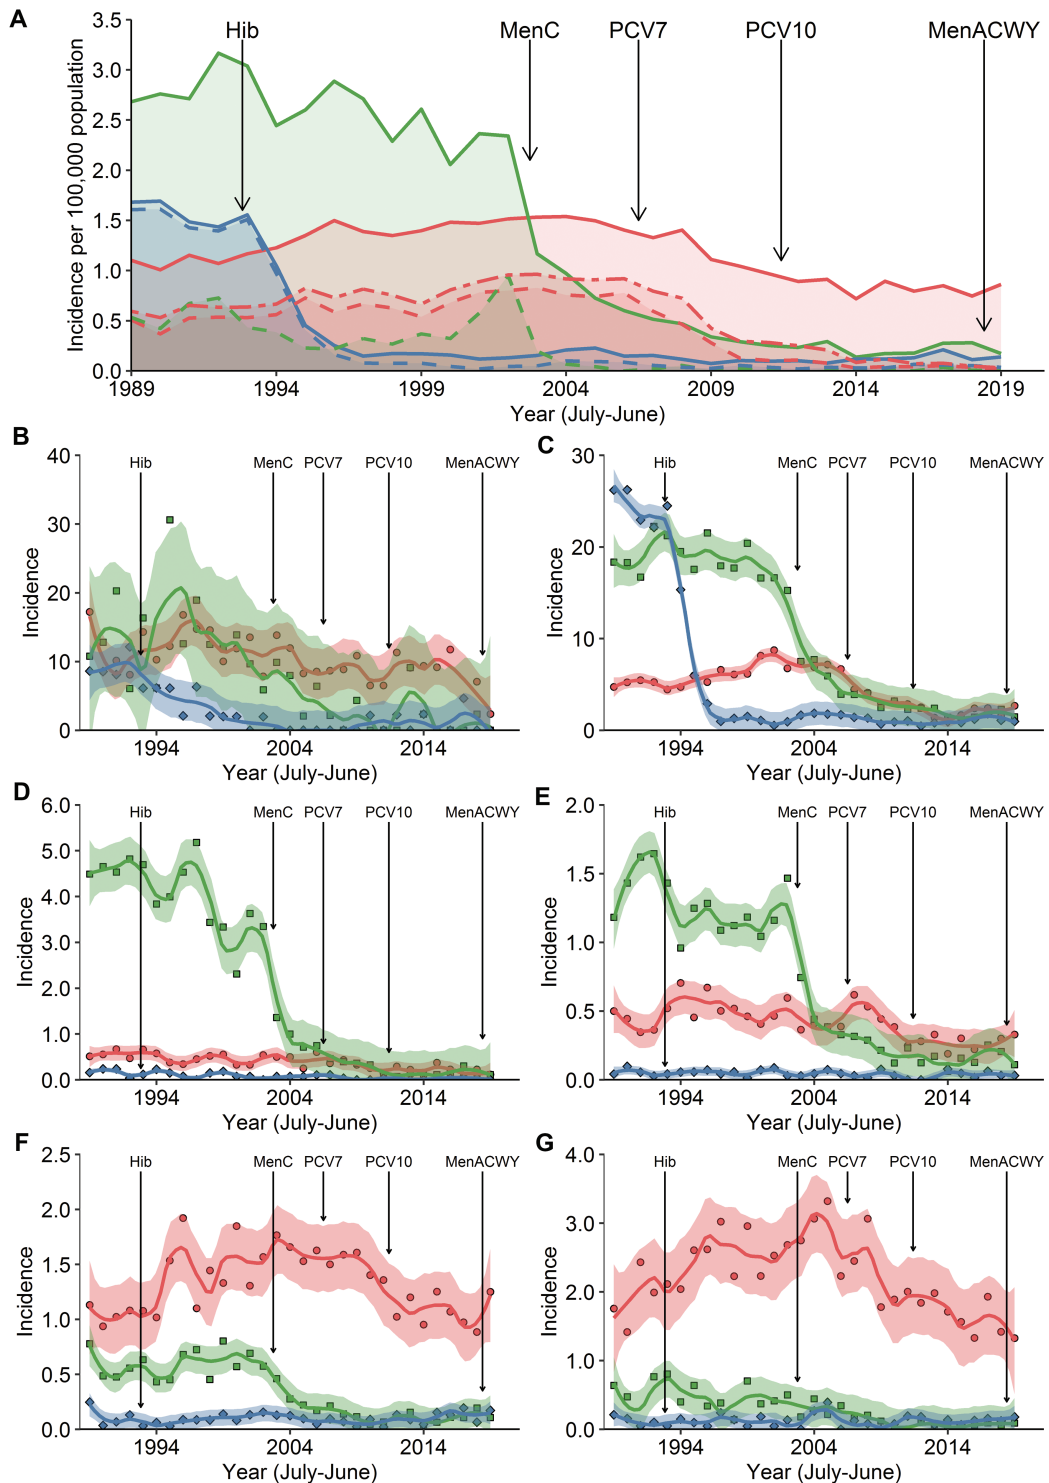 A
Incidence per 100,000 population
3.5
3.0
2.5
2.0
1.5
1.0
0.5
0.0
Hib
MenC
PCV7
PCV10
MenACWY
1989
1994
1999
2004
2009
2014
2019
Year (July-June)
B
Incidence
40
30
20
10
0
Hib
MenC
PCV7
PCV10
MenACWY
1994
2004
2014
Year (July-June)
C
Incidence
30
20
10
0
Hib
MenC
PCV7
PCV10
MenACWY
1994
2004
2014
Year (July-June)
D
Incidence
6.0
5.0
4.0
3.0
2.0
1.0
0.0
Hib
MenC
PCV7
PCV10
MenACWY
1994
2004
2014
Year (July-June)
E
Incidence
2.0
1.5
1.0
0.5
0.0
Hib
MenC
PCV7
PCV10
MenACWY
1994
2004
2014
Year (July-June)
F
Incidence
2.5
2.0
1.5
1.0
0.5
0.0
Hib
MenC
PCV7
PCV10
MenACWY
1994
2004
2014
Year (July-June)
G
Incidence
4.0
3.0
2.0
1.0
0.0
Hib
MenC
PCV7
PCV10
MenACWY
1994
2004
2014
Year (July-June)